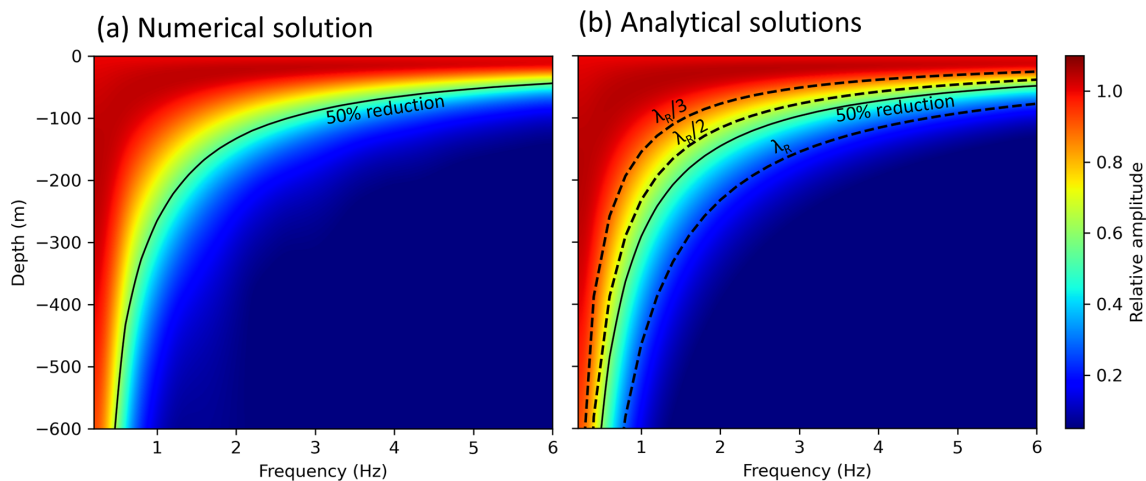 (a) Numerical solution
(b) Analytical solutions
0
−100
−200
−300
−400
−500
−600
Depth (m)
50% reduction
1
2
3
4
5
6
Frequency (Hz)
λR/3
λR/2
λR
50% reduction
1
2
3
4
5
6
Frequency (Hz)
1.0
0.8
0.6
0.4
0.2
Relative amplitude